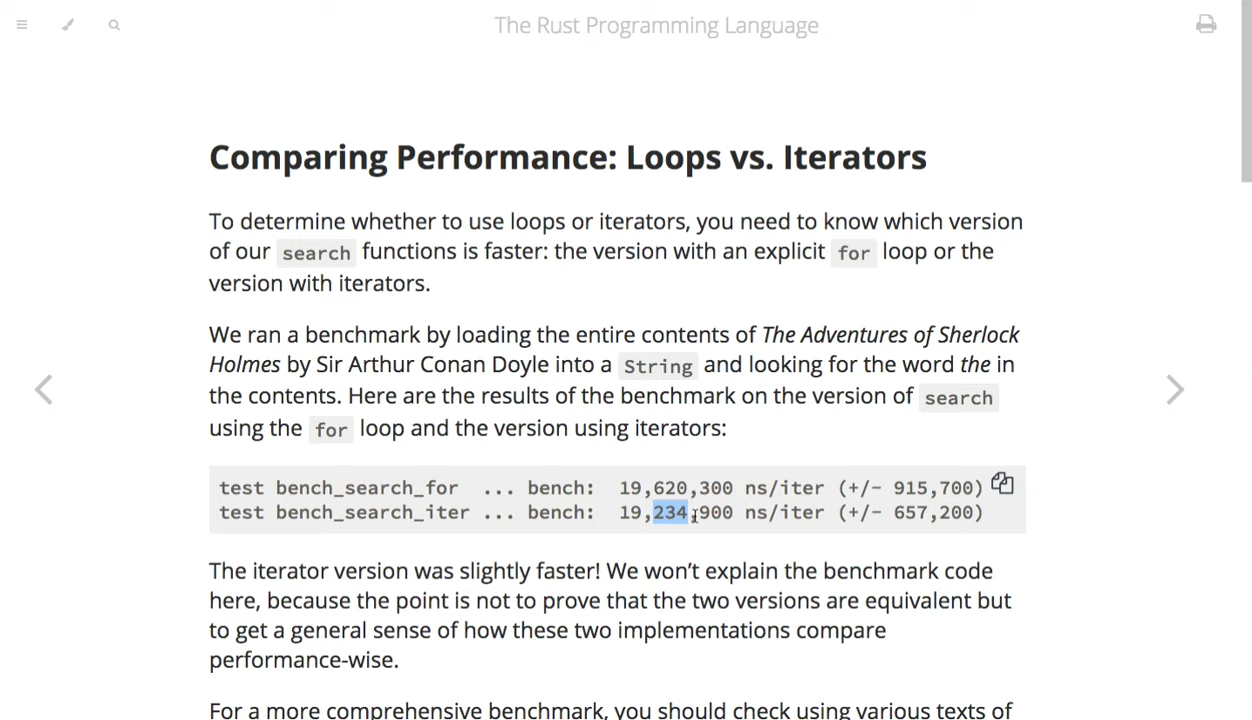 The Rust Programming Language
Comparing Performance: Loops vs. Iterators
To determine whether to use loops or iterators, you need to know which version
of our search functions is faster: the version with an explicit for loop or the
version with iterators.
We ran a benchmark by loading the entire contents of The Adventures of Sherlock
Holmes by Sir Arthur Conan Doyle into a String and looking for the word the in
the contents. Here are the results of the benchmark on the version of search
using the for loop and the version using iterators:
test bench_search_for  ... bench:  19,620,300 ns/iter (+/- 915,700)
test bench_search_iter ... bench:  19,234,900 ns/iter (+/- 657,200)
The iterator version was slightly faster! We won’t explain the benchmark code
here, because the point is not to prove that the two versions are equivalent but
to get a general sense of how these two implementations compare
performance-wise.
For a more comprehensive benchmark, you should check using various texts of